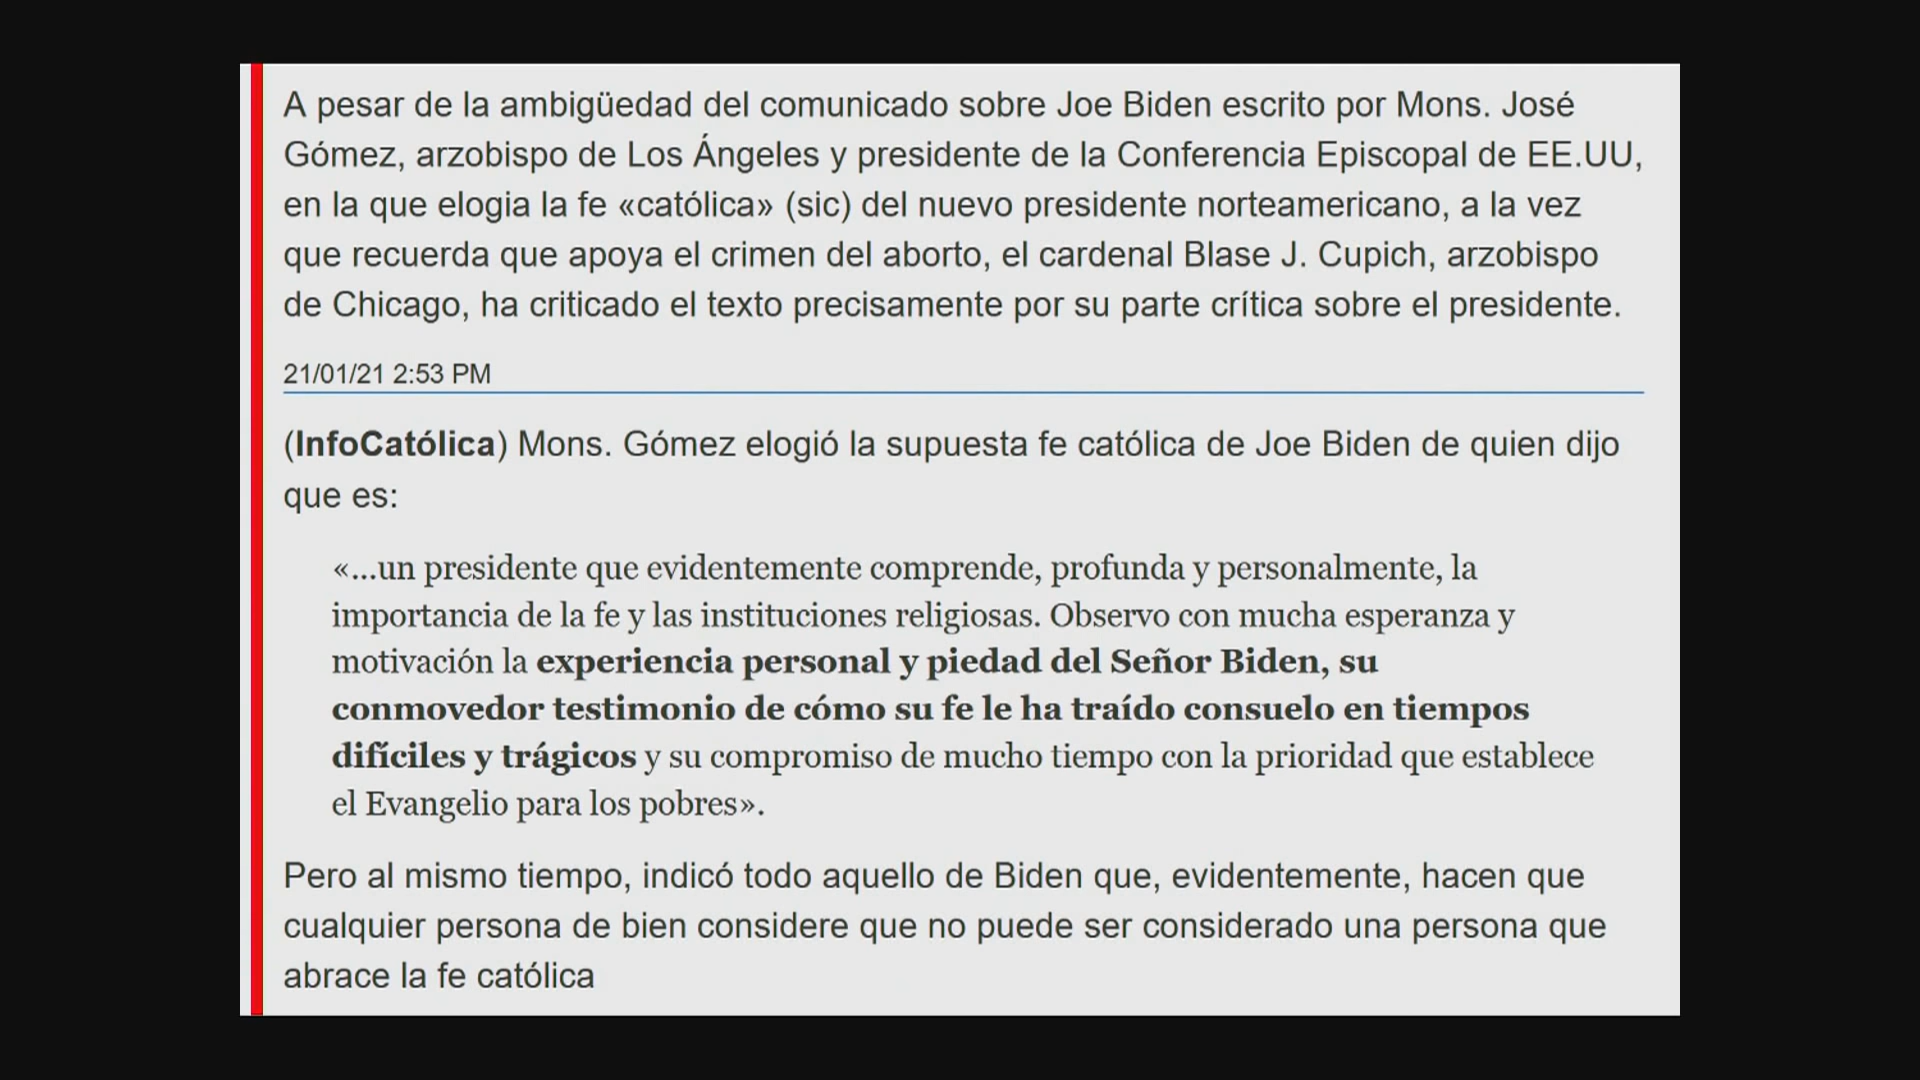 A pesar de la ambigüedad del comunicado sobre Joe Biden escrito por Mons. José
Gómez, arzobispo de Los Ángeles y presidente de la Conferencia Episcopal de EE.UU,
en la que elogia la fe «católica» (sic) del nuevo presidente norteamericano, a la vez
que recuerda que apoya el crimen del aborto, el cardenal Blase J. Cupich, arzobispo
de Chicago, ha criticado el texto precisamente por su parte crítica sobre el presidente.
21/01/21 2:53 PM
(InfoCatólica) Mons. Gómez elogió la supuesta fe católica de Joe Biden de quien dijo
que es:
«...un presidente que evidentemente comprende, profunda y personalmente, la
importancia de la fe y las instituciones religiosas. Observo con mucha esperanza y
motivación la experiencia personal y piedad del Señor Biden, su
conmovedor testimonio de cómo su fe le ha traído consuelo en tiempos
difíciles y trágicos y su compromiso de mucho tiempo con la prioridad que establece
el Evangelio para los pobres».
Pero al mismo tiempo, indicó todo aquello de Biden que, evidentemente, hacen que
cualquier persona de bien considere que no puede ser considerado una persona que
abrace la fe católica